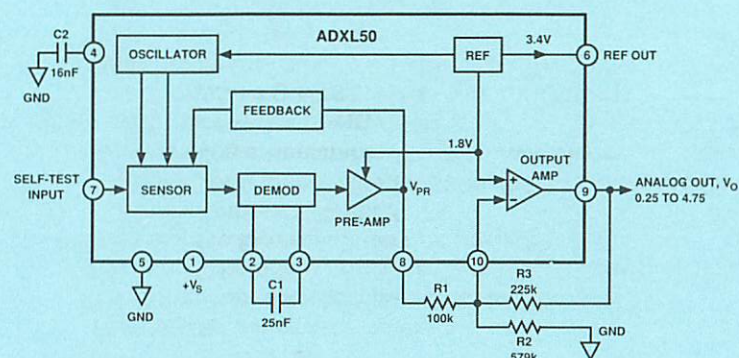 C2
16nF
GND
4
OSCILLATOR
ADXL50
REF
3.4V
6
REF OUT
FEEDBACK
1.8V
SELF-TEST
INPUT
7
SENSOR
DEMOD
PRE-AMP
VPR
+
–
OUTPUT
AMP
9
ANALOG OUT, VO
0.25 TO 4.75
5
1
2
3
8
10
GND
+VS
C1
25nF
R1
100k
R3
225k
R2
579k
GND